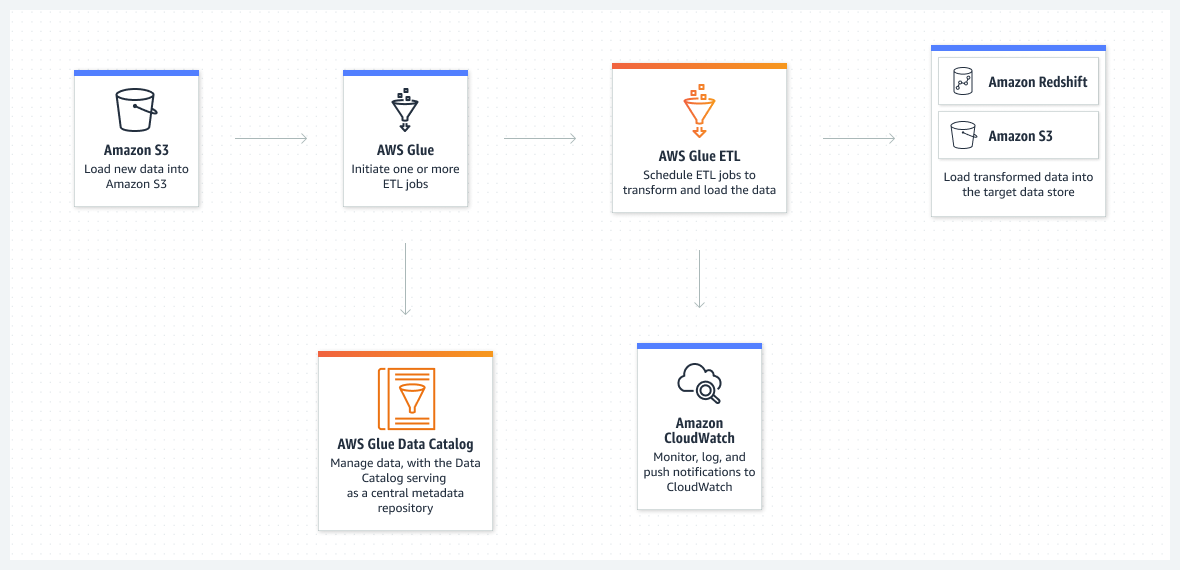 Amazon S3
Load new data into
Amazon S3
AWS Glue
Initiate one or more
ETL jobs
AWS Glue ETL
Schedule ETL jobs to
transform and load the data
Amazon Redshift
Amazon S3
Load transformed data into
the target data store
AWS Glue Data Catalog
Manage data, with the Data
Catalog serving
as a central metadata
repository
Amazon
CloudWatch
Monitor, log, and
push notifications to
CloudWatch